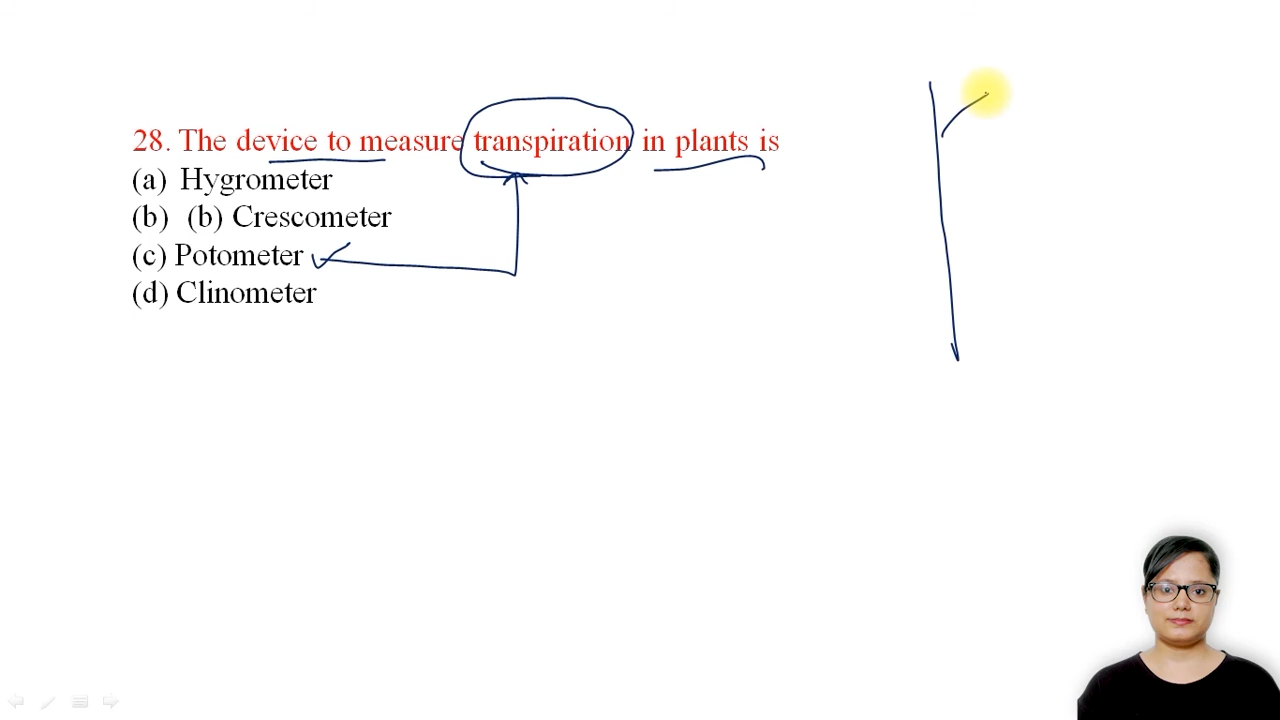 28. The device to measure transpiration in plants is
(a) Hygrometer
(b) (b) Crescometer
(c) Potometer
(d) Clinometer